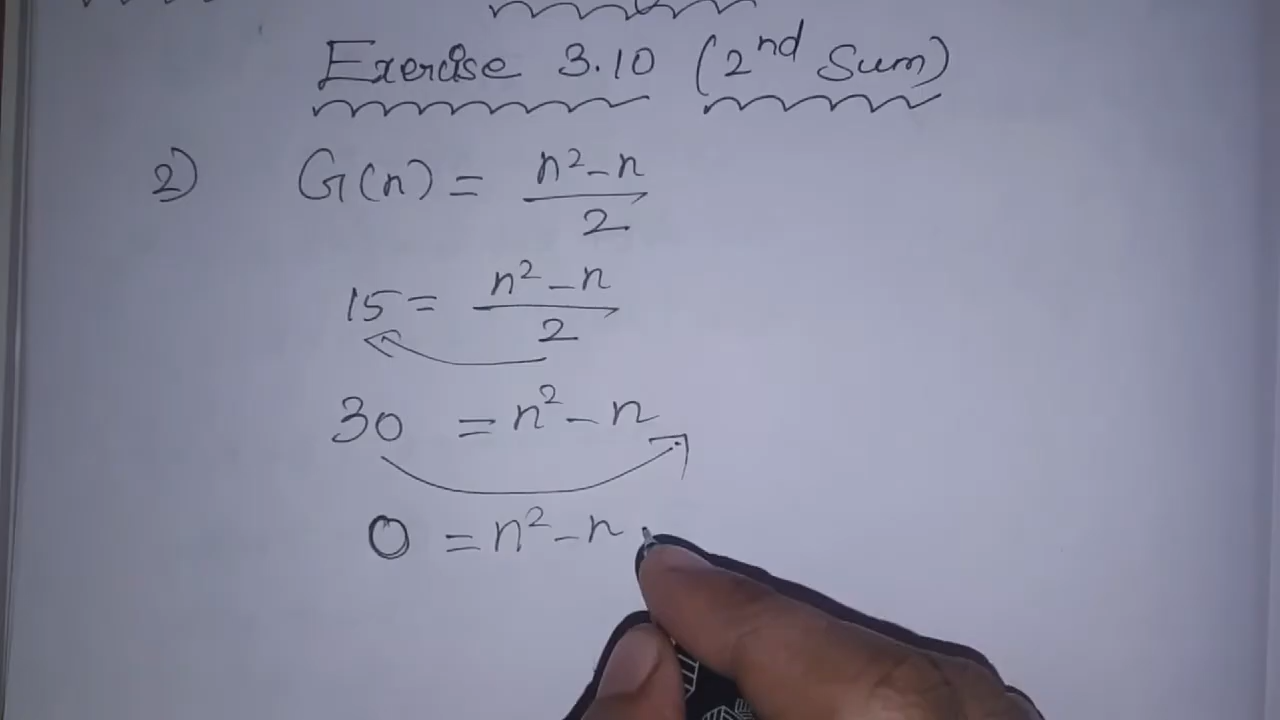 Exercise 3.10 (2nd Sum)
2) G(n) = n²-n / 2
15 = n²-n / 2
30 = n²-n
0 = n²-n